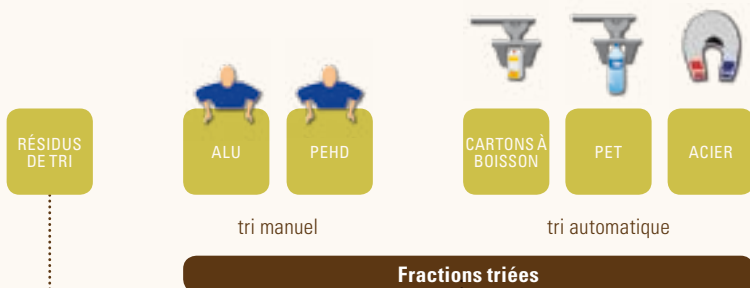 RÉSIDUS
DE TRI
ALU
PEHD
CARTONS À
BOISSON
PET
ACIER
tri manuel
tri automatique
Fractions triées